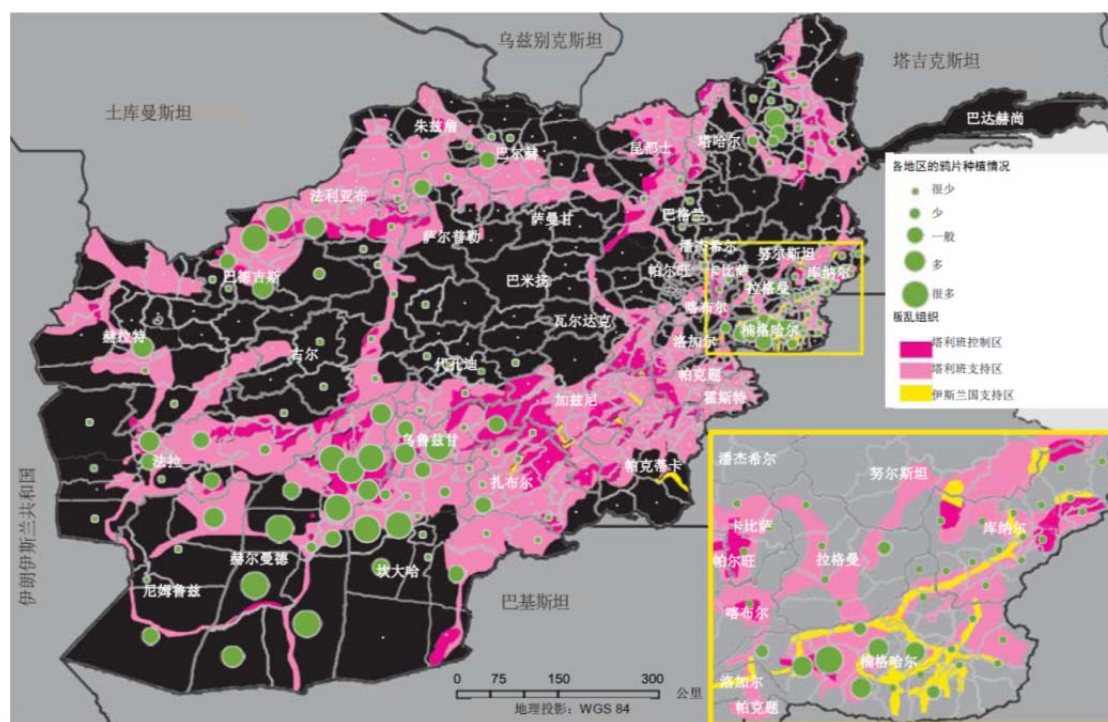 乌兹别克斯坦
塔吉克斯坦
土库曼斯坦
巴达赫尚
朱兹詹
巴尔赫
昆都士
塔哈尔
各地区的鸦片种植情况
很少
少
一般
多
很多
叛乱组织
塔利班控制区
塔利班支持区
伊斯兰国支持区
法利亚布
萨曼甘
巴格兰
萨尔普勒
潘杰希尔
努尔斯坦
巴德吉斯
巴米扬
帕尔旺
卡比萨
库纳尔
拉格曼
喀布尔
瓦尔达克
楠格哈尔
赫拉特
洛加尔
古尔
代孔迪
帕克题
加兹尼
霍斯特
乌鲁兹甘
法拉
扎布尔
帕克蒂卡
伊朗伊斯兰共和国
赫尔曼德
坎大哈
尼姆鲁兹
巴基斯坦
0 75 150 300 公里
地理投影：WGS 84
潘杰希尔
努尔斯坦
卡比萨
库纳尔
帕尔旺
拉格曼
喀布尔
楠格哈尔
洛加尔
帕克题